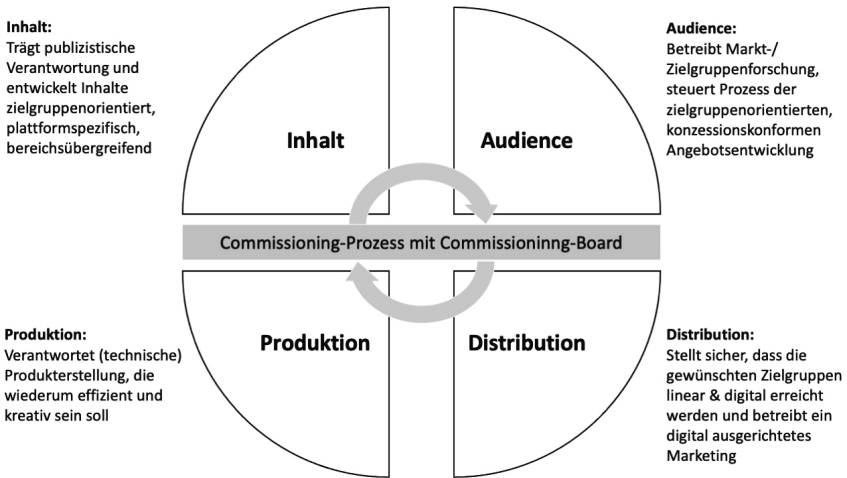 Inhalt:
Trägt publizistische
Verantwortung und
entwickelt Inhalte
zielgruppenorientiert,
plattformspezifisch,
bereichsübergreifend
Inhalt
Audience
Audience:
Betreibt Markt-/
Zielgruppenforschung,
steuert Prozess der
zielgruppenorientierten,
konzessionskonformen
Angebotsentwicklung
Commissioning-Prozess mit Commissioninng-Board
Produktion:
Verantwortet (technische)
Produkterstellung, die
wiederum effizient und
kreativ sein soll
Produktion
Distribution
Distribution:
Stellt sicher, dass die
gewünschten Zielgruppen
linear & digital erreicht
werden und betreibt ein
digital ausgerichtetes
Marketing